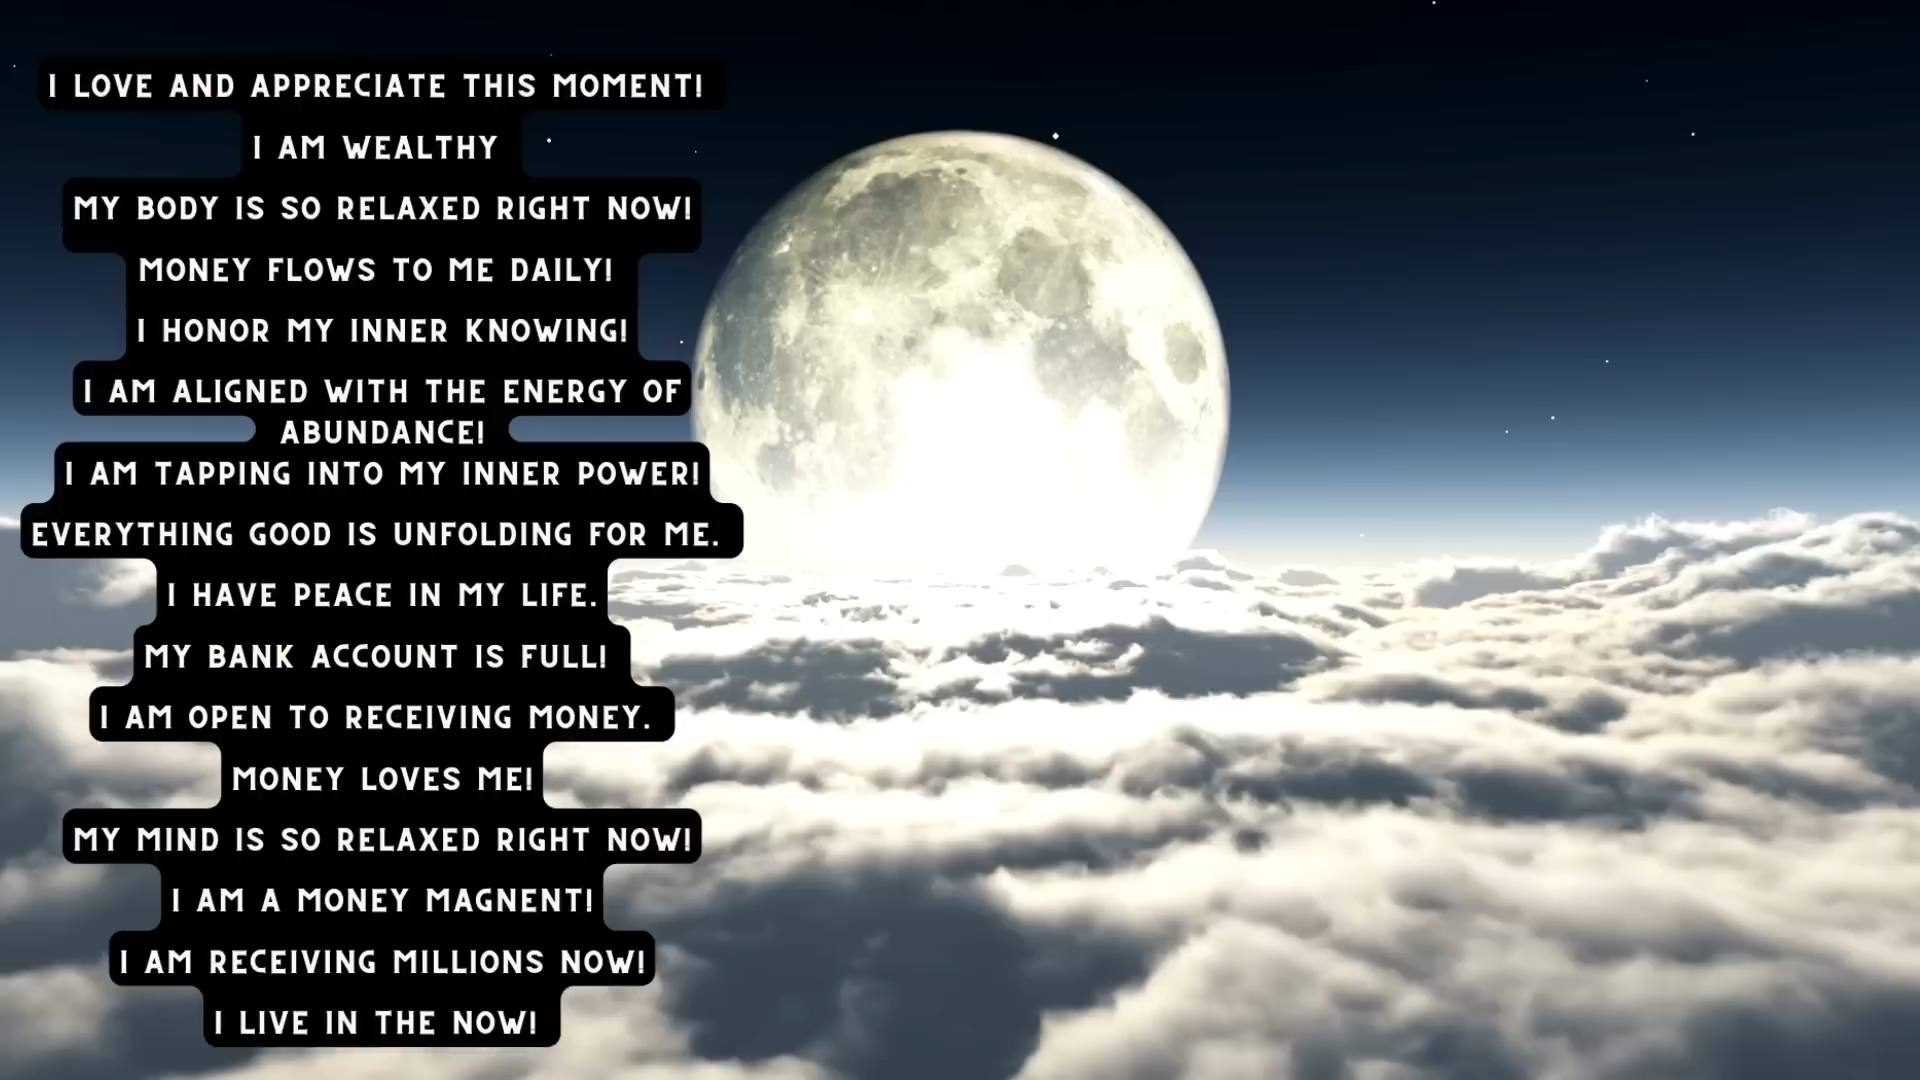 I LOVE AND APPRECIATE THIS MOMENT!
I AM WEALTHY
MY BODY IS SO RELAXED RIGHT NOW!
MONEY FLOWS TO ME DAILY!
I HONOR MY INNER KNOWING!
I AM ALIGNED WITH THE ENERGY OF
ABUNDANCE!
I AM TAPPING INTO MY INNER POWER!
EVERYTHING GOOD IS UNFOLDING FOR ME.
I HAVE PEACE IN MY LIFE.
MY BANK ACCOUNT IS FULL!
I AM OPEN TO RECEIVING MONEY.
MONEY LOVES ME!
MY MIND IS SO RELAXED RIGHT NOW!
I AM A MONEY MAGNENT!
I AM RECEIVING MILLIONS NOW!
I LIVE IN THE NOW!